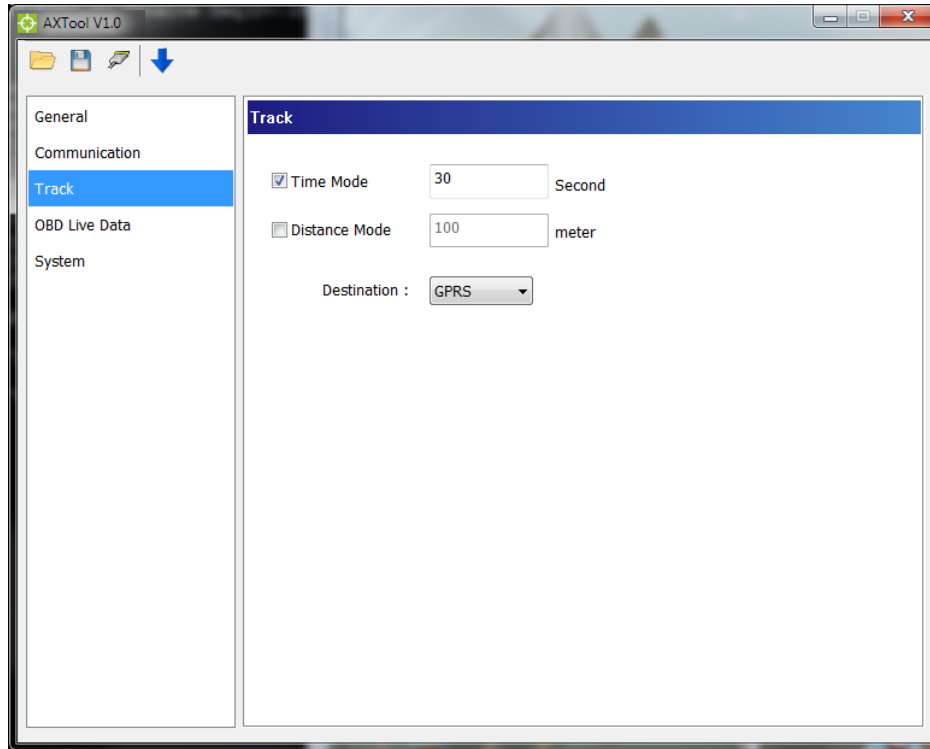 AXTool V1.0
General
Communication
Track
OBD Live Data
System
Track
Time Mode 30 Second
Distance Mode 100 meter
Destination : GPRS